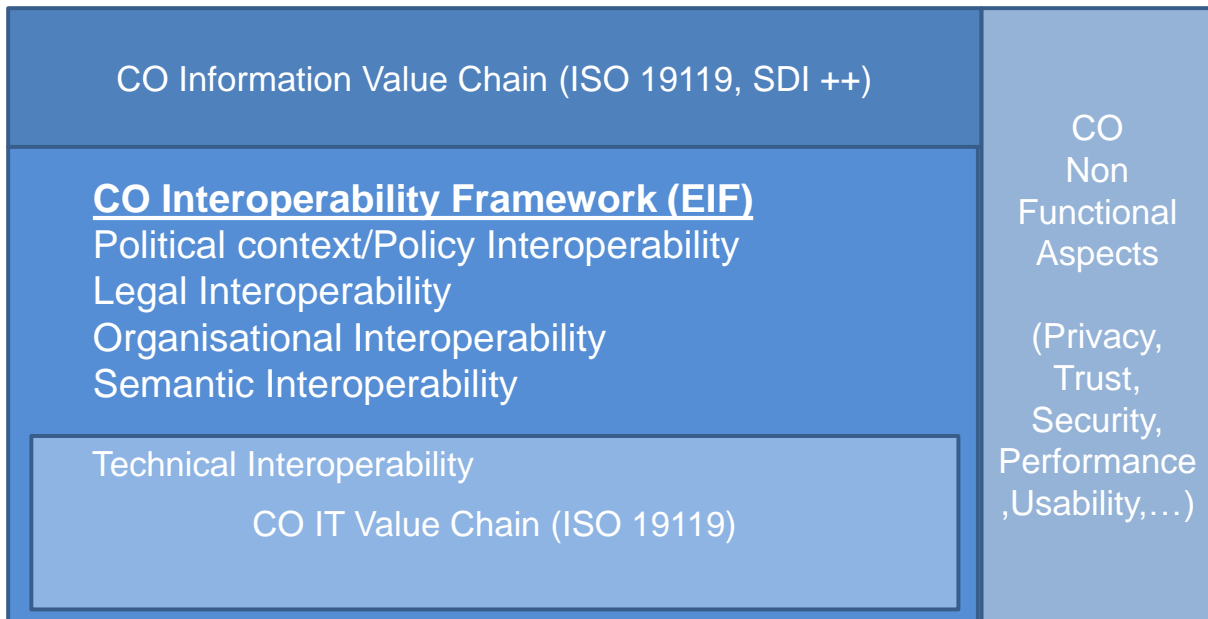 CO Information Value Chain (ISO 19119, SDI ++)
CO Interoperability Framework (EIF)
Political context/Policy Interoperability
Legal Interoperability
Organisational Interoperability
Semantic Interoperability
Technical Interoperability
CO IT Value Chain (ISO 19119)
CO
Non
Functional
Aspects
(Privacy,
Trust,
Security,
Performance
,Usability,…)